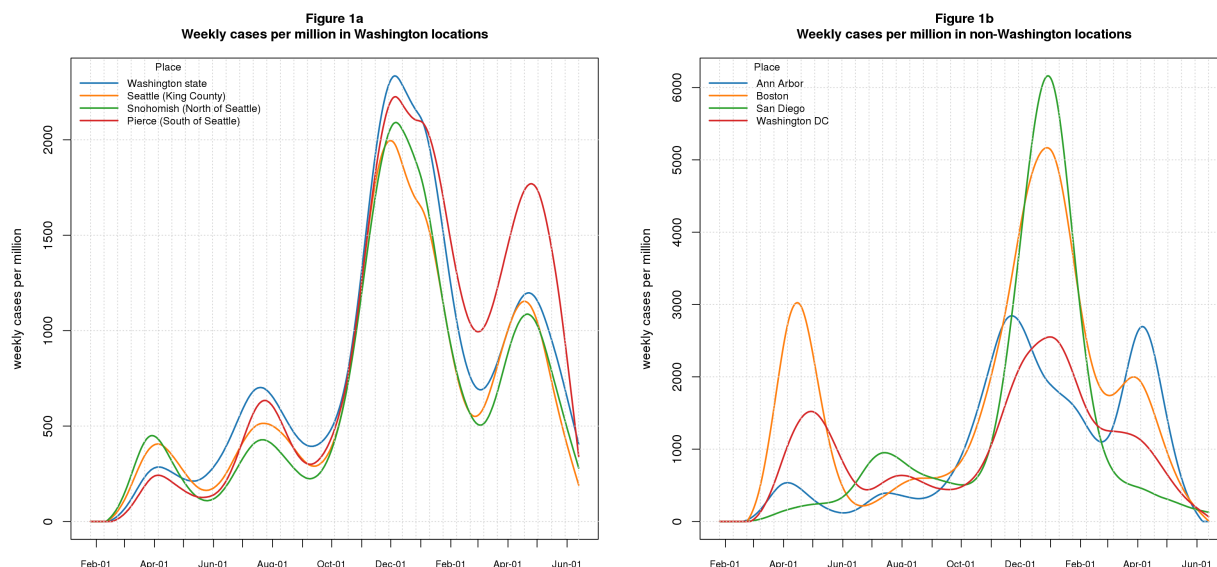 Figure 1a
Weekly cases per million in Washington locations
Place
Washington state
Seattle (King County)
Snohomish (North of Seattle)
Pierce (South of Seattle)
weekly cases per million
2000
1500
1000
500
0
Feb-01 Apr-01 Jun-01 Aug-01 Oct-01 Dec-01 Feb-01 Apr-01 Jun-01
Figure 1b
Weekly cases per million in non-Washington locations
Place
Ann Arbor
Boston
San Diego
Washington DC
weekly cases per million
6000
5000
4000
3000
2000
1000
0
Feb-01 Apr-01 Jun-01 Aug-01 Oct-01 Dec-01 Feb-01 Apr-01 Jun-01